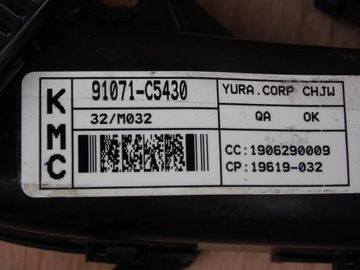 KMC
91071-C5430
32/M032
YURA.CORP CHJW
QA OK
CC:1906290009
CP:19619-032